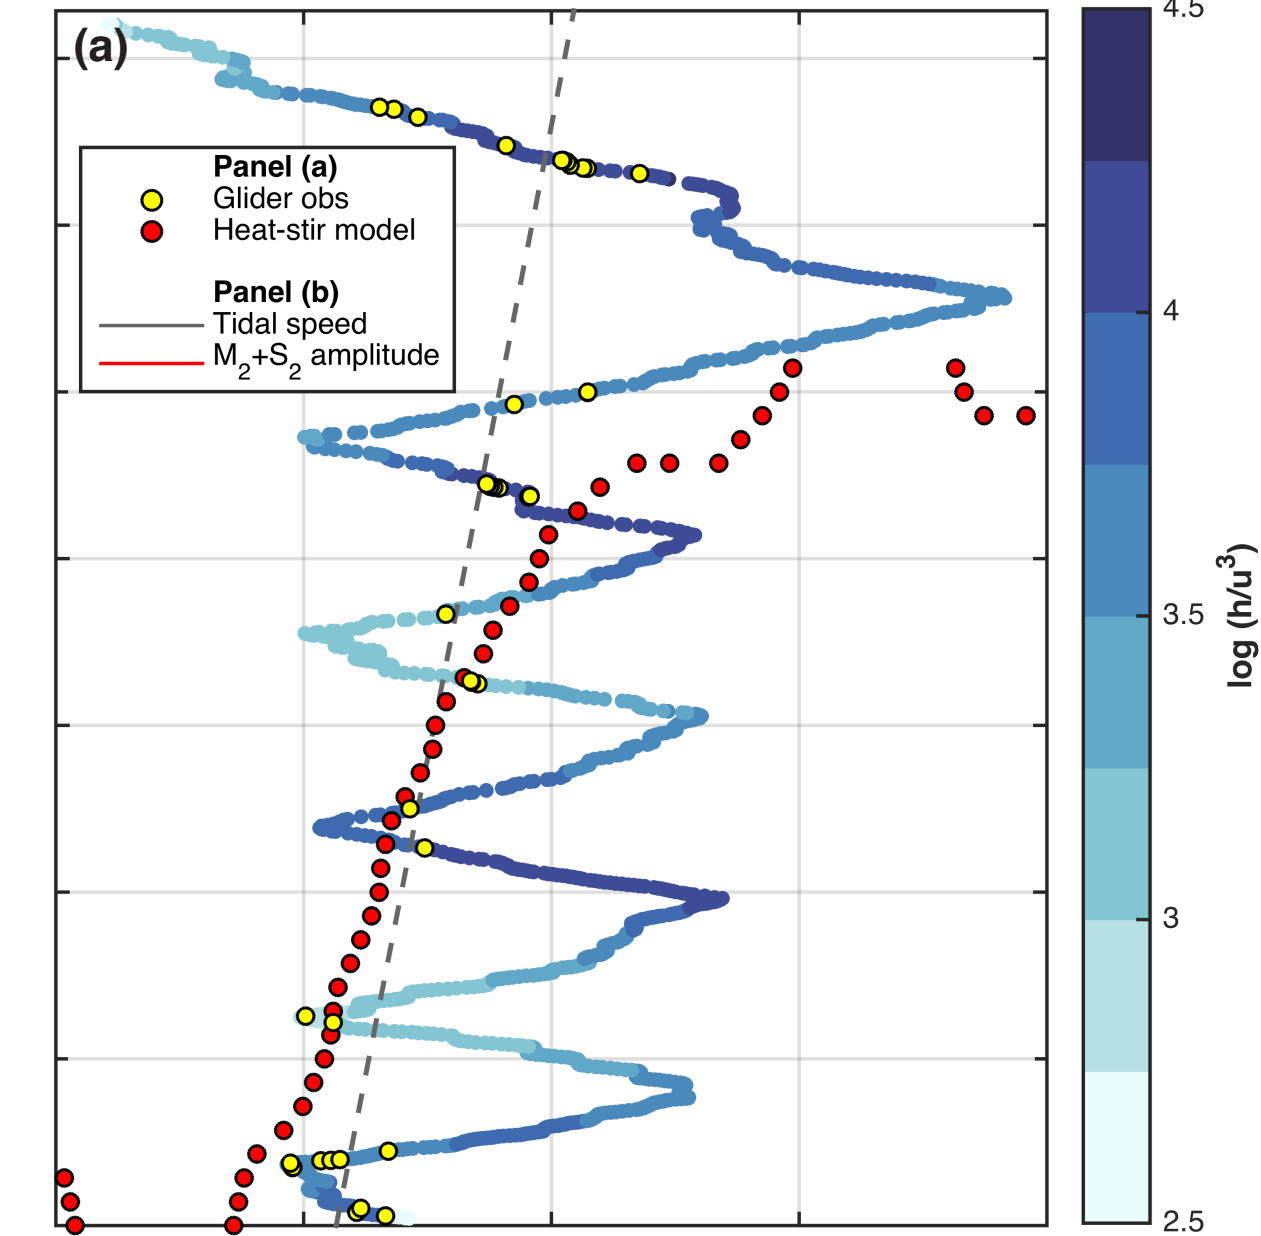 (a)
Panel (a)
Glider obs
Heat-stir model
Panel (b)
Tidal speed
M2+S2 amplitude
4.5
4
3.5
3
2.5
log (h/u³)